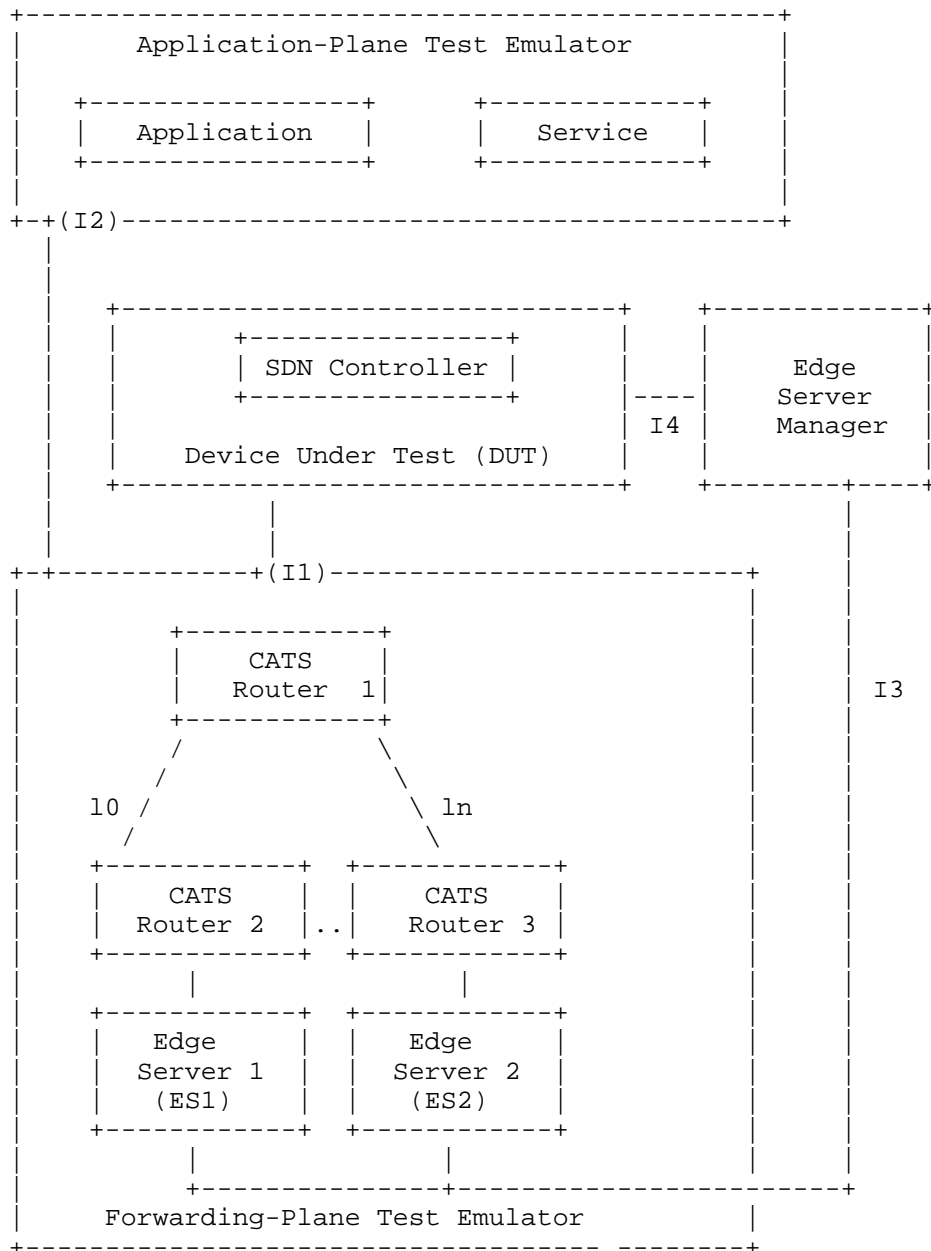 Application-Plane Test Emulator
Application Service
(I2)
SDN Controller
Device Under Test (DUT)
I4
Edge
Server
Manager
(I1)
CATS
Router 1
I3
l0 ln
CATS CATS
Router 2 .. Router 3
Edge Edge
Server 1 Server 2
(ES1) (ES2)
Forwarding-Plane Test Emulator